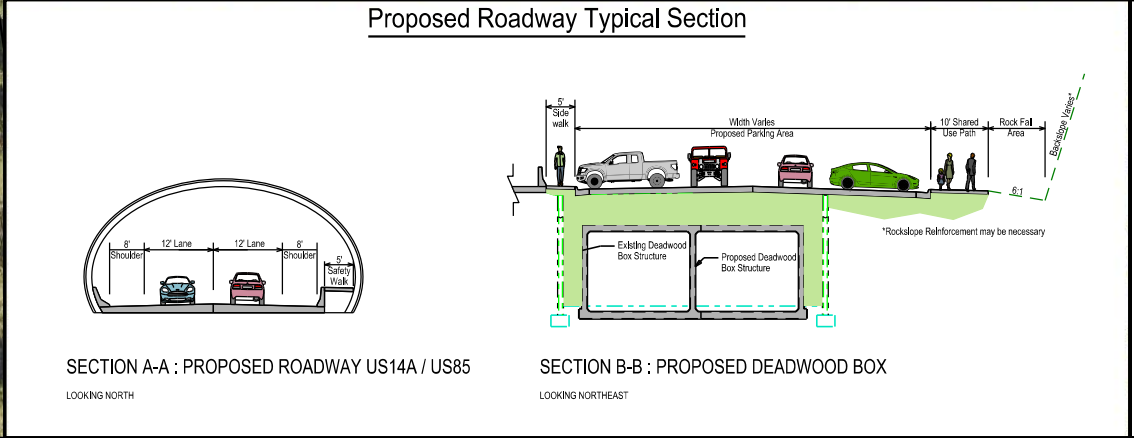 Proposed Roadway Typical Section
8'
Shoulder
12' Lane
12' Lane
8'
Shoulder
5'
Safety
Walk
SECTION A-A : PROPOSED ROADWAY US14A / US85
LOOKING NORTH
5'
Side
walk
Width Varies
Proposed Parking Area
10' Shared
Use Path
Rock Fall
Area
Backslope Varies*
6:1
*Rockslope Reinforcement may be necessary
Existing Deadwood
Box Structure
Proposed Deadwood
Box Structure
SECTION B-B : PROPOSED DEADWOOD BOX
LOOKING NORTHEAST